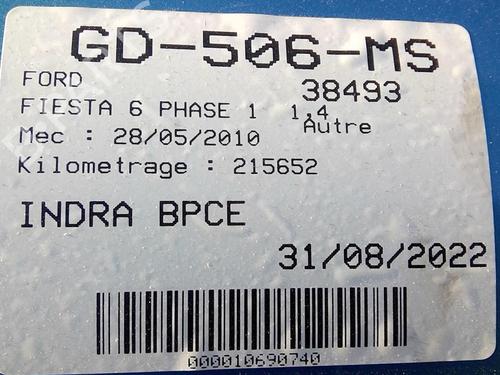 GD-506-MS
FORD 38493
FIESTA 6 PHASE 1 1,4
Autre
Mec : 28/05/2010
Kilometrage : 215652
INDRA BPCE
31/08/2022
000010690740